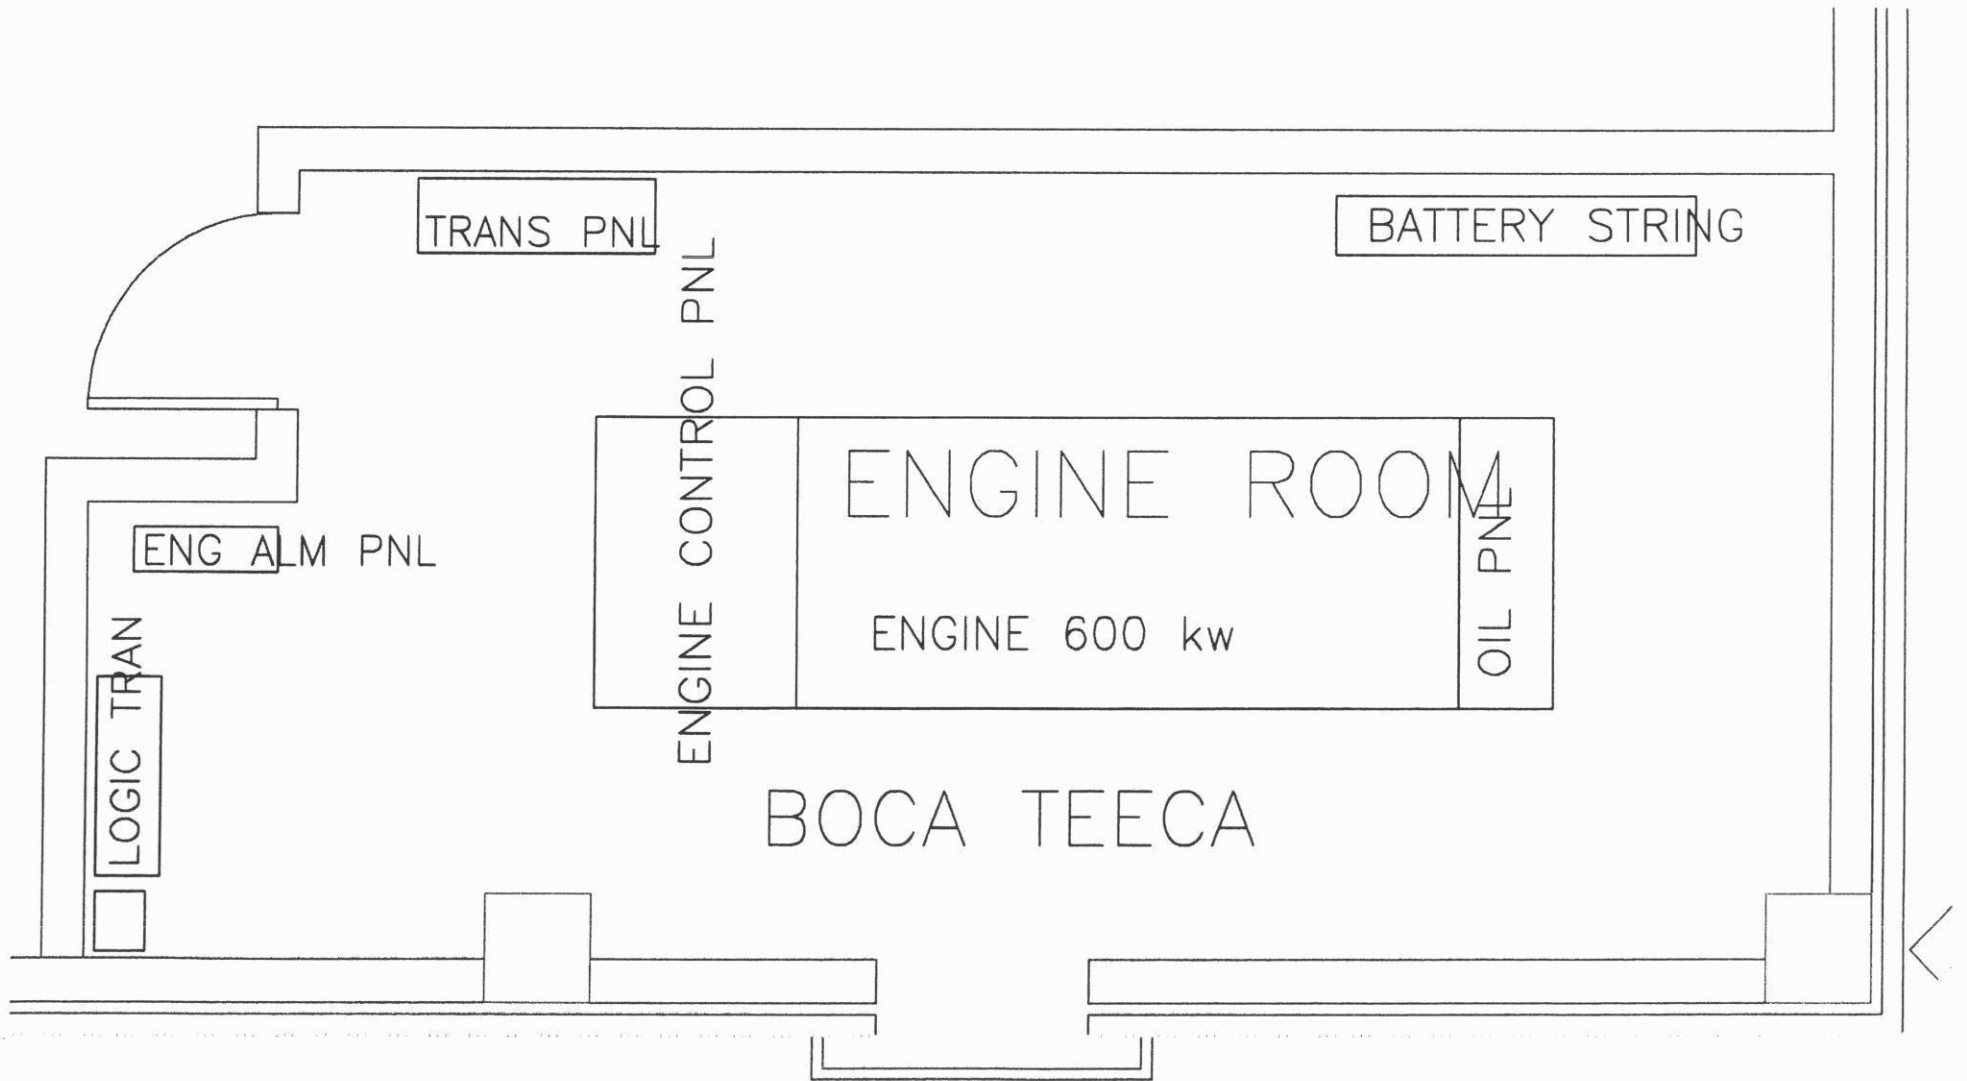 TRANS PNL
BATTERY STRING
ENGINE CONTROL PNL
ENGINE ROOM
OIL PNL
ENG ALM PNL
ENGINE 600 kw
LOGIC TRAN
BOCA TEECA